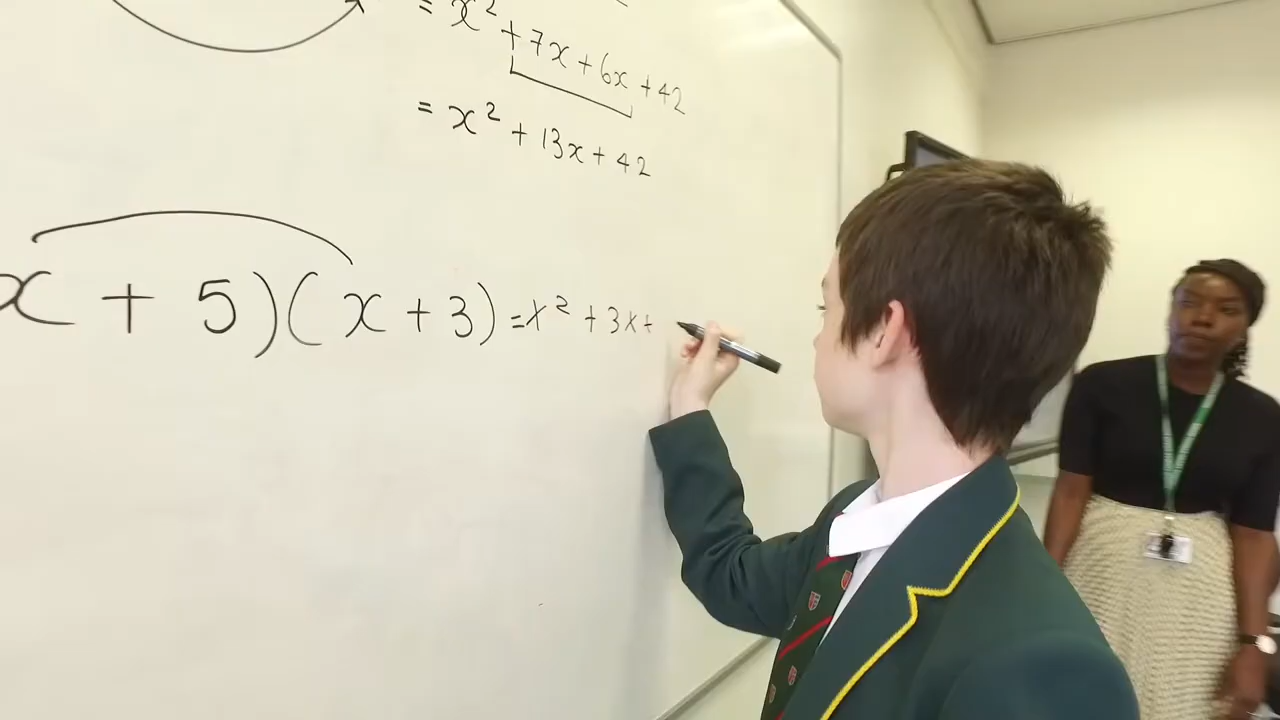 = x² + 7x + 6x + 42
= x² + 13x + 42
x + 5)(x + 3) = x² + 3x +